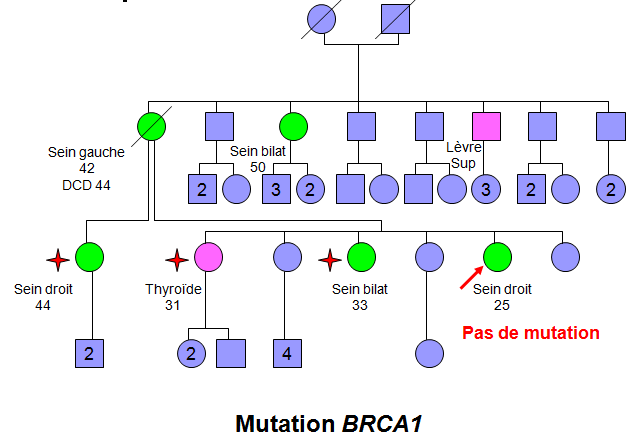 Sein gauche
42
DCD 44
Sein bilat
50
Lèvre
Sup
2
3
2
3
2
2
Sein droit
44
Thyroïde
31
Sein bilat
33
Sein droit
25
Pas de mutation
2
2
4
Mutation BRCA1